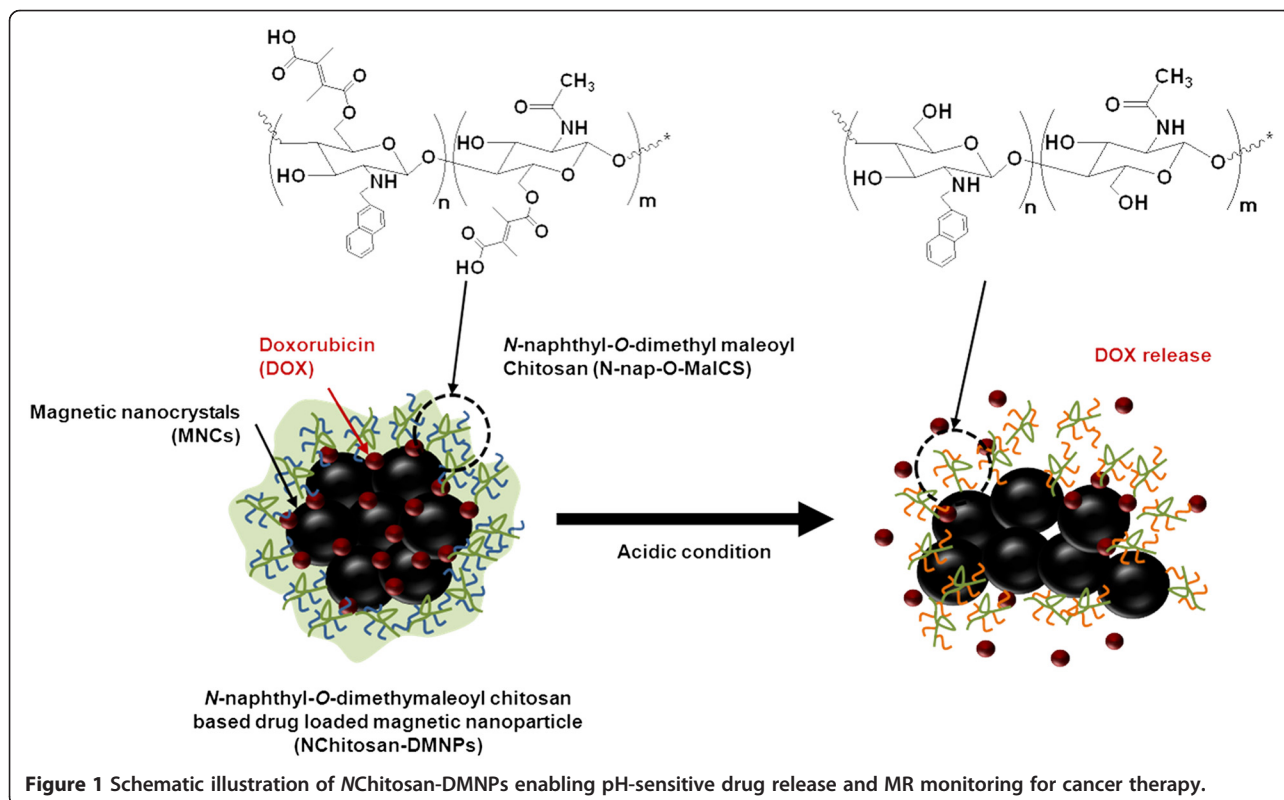 HO
O
O
O
CH3
O
HO
NH
O
O
HO
NH
O
O
n
m
*
O
O
HO
HO
CH3
O
HO
NH
O
O
HO
NH
O
O
n
m
*
OH
Doxorubicin
(DOX)
Magnetic nanocrystals
(MNCs)
N-naphthyl-O-dimethyl maleoyl
Chitosan (N-nap-O-MalCS)
DOX release
Acidic condition
N-naphthyl-O-dimethymaleoyl chitosan
based drug loaded magnetic nanoparticle
(NChitosan-DMNPs)
Figure 1 Schematic illustration of NChitosan-DMNPs enabling pH-sensitive drug release and MR monitoring for cancer therapy.